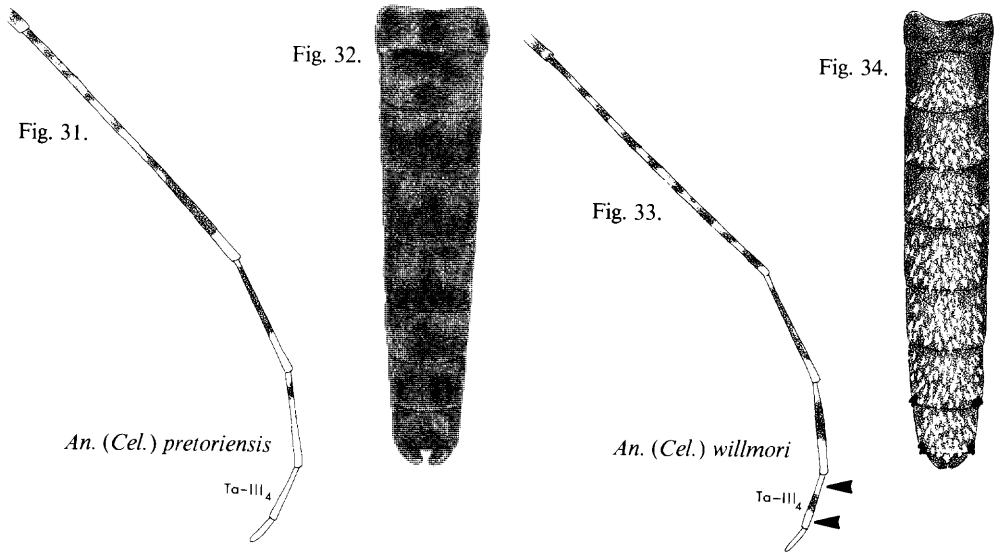 Fig. 31.
Fig. 32.
An. (Cel.) pretoriensis
Ta-III4
Fig. 33.
Fig. 34.
An. (Cel.) willmori
Ta-III4